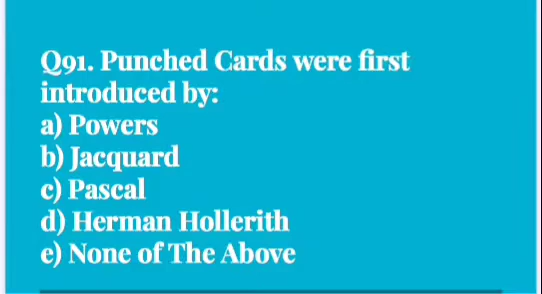 Q91. Punched Cards were first
introduced by:
a) Powers
b) Jacquard
c) Pascal
d) Herman Hollerith
e) None of The Above